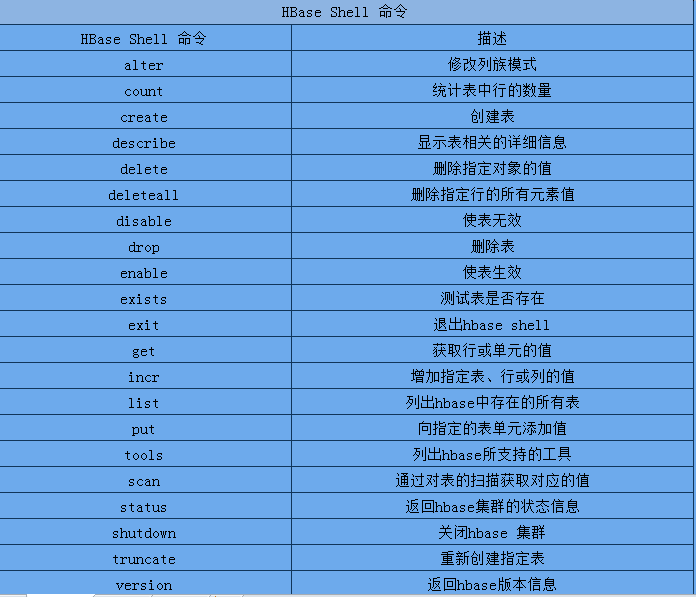 HBase Shell 命令
HBase Shell 命令 描述
alter 修改列族模式
count 统计表中行的数量
create 创建表
describe 显示表相关的详细信息
delete 删除指定对象的值
deleteall 删除指定行的所有元素值
disable 使表无效
drop 删除表
enable 使表生效
exists 测试表是否存在
exit 退出hbase shell
get 获取行或单元的值
incr 增加指定表、行或列的值
list 列出hbase中存在的所有表
put 向指定的表单元添加值
tools 列出hbase所支持的工具
scan 通过对表的扫描获取对应的值
status 返回hbase集群的状态信息
shutdown 关闭hbase 集群
truncate 重新创建指定表
version 返回hbase版本信息